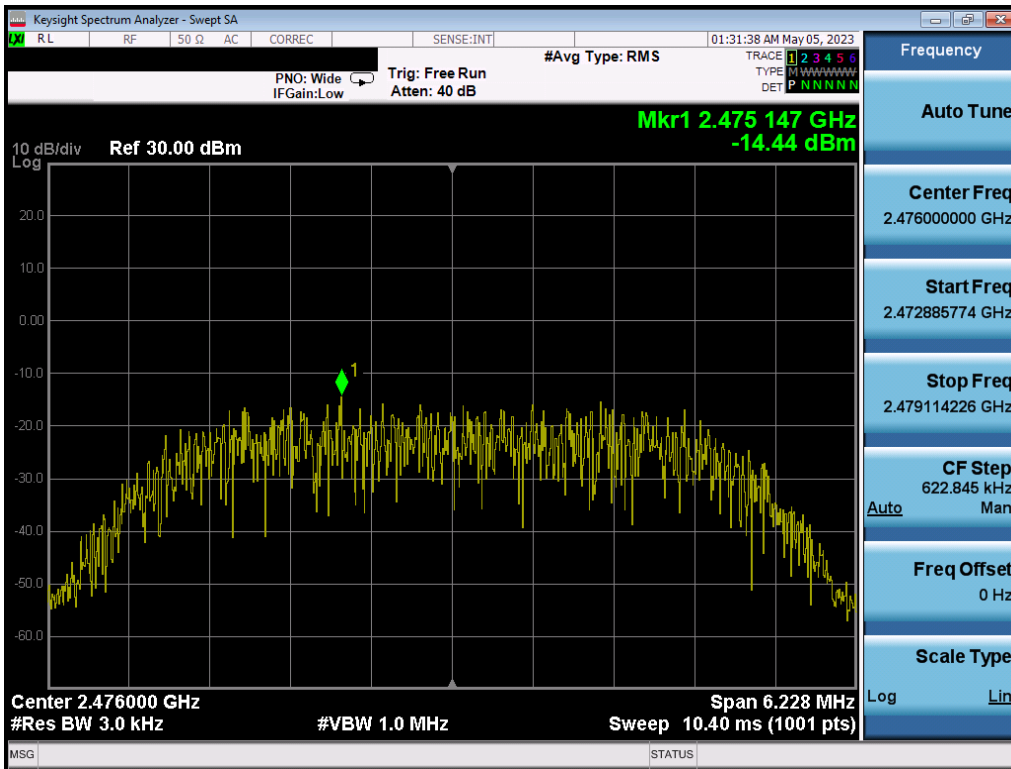 Keysight Spectrum Analyzer - Swept SA
LXI RL RF 50 Ω AC CORREC SENSE:INT 01:31:38 AM May 05, 2023
#Avg Type: RMS TRACE 1 2 3 4 5 6
PNO: Wide Trig: Free Run TYPE M WWWWW
IFGain:Low Atten: 40 dB DET P N N N N N
Mkr1 2.475 147 GHz
-14.44 dBm
10 dB/div Ref 30.00 dBm
Log
20.0
10.0
0.00
-10.0
1
-20.0
-30.0
-40.0
-50.0
-60.0
Center 2.476000 GHz Span 6.228 MHz
#Res BW 3.0 kHz #VBW 1.0 MHz Sweep 10.40 ms (1001 pts)
MSG STATUS
Frequency
Auto Tune
Center Freq
2.476000000 GHz
Start Freq
2.472885774 GHz
Stop Freq
2.479114226 GHz
CF Step
622.845 kHz
Auto Man
Freq Offset
0 Hz
Scale Type
Log Lin